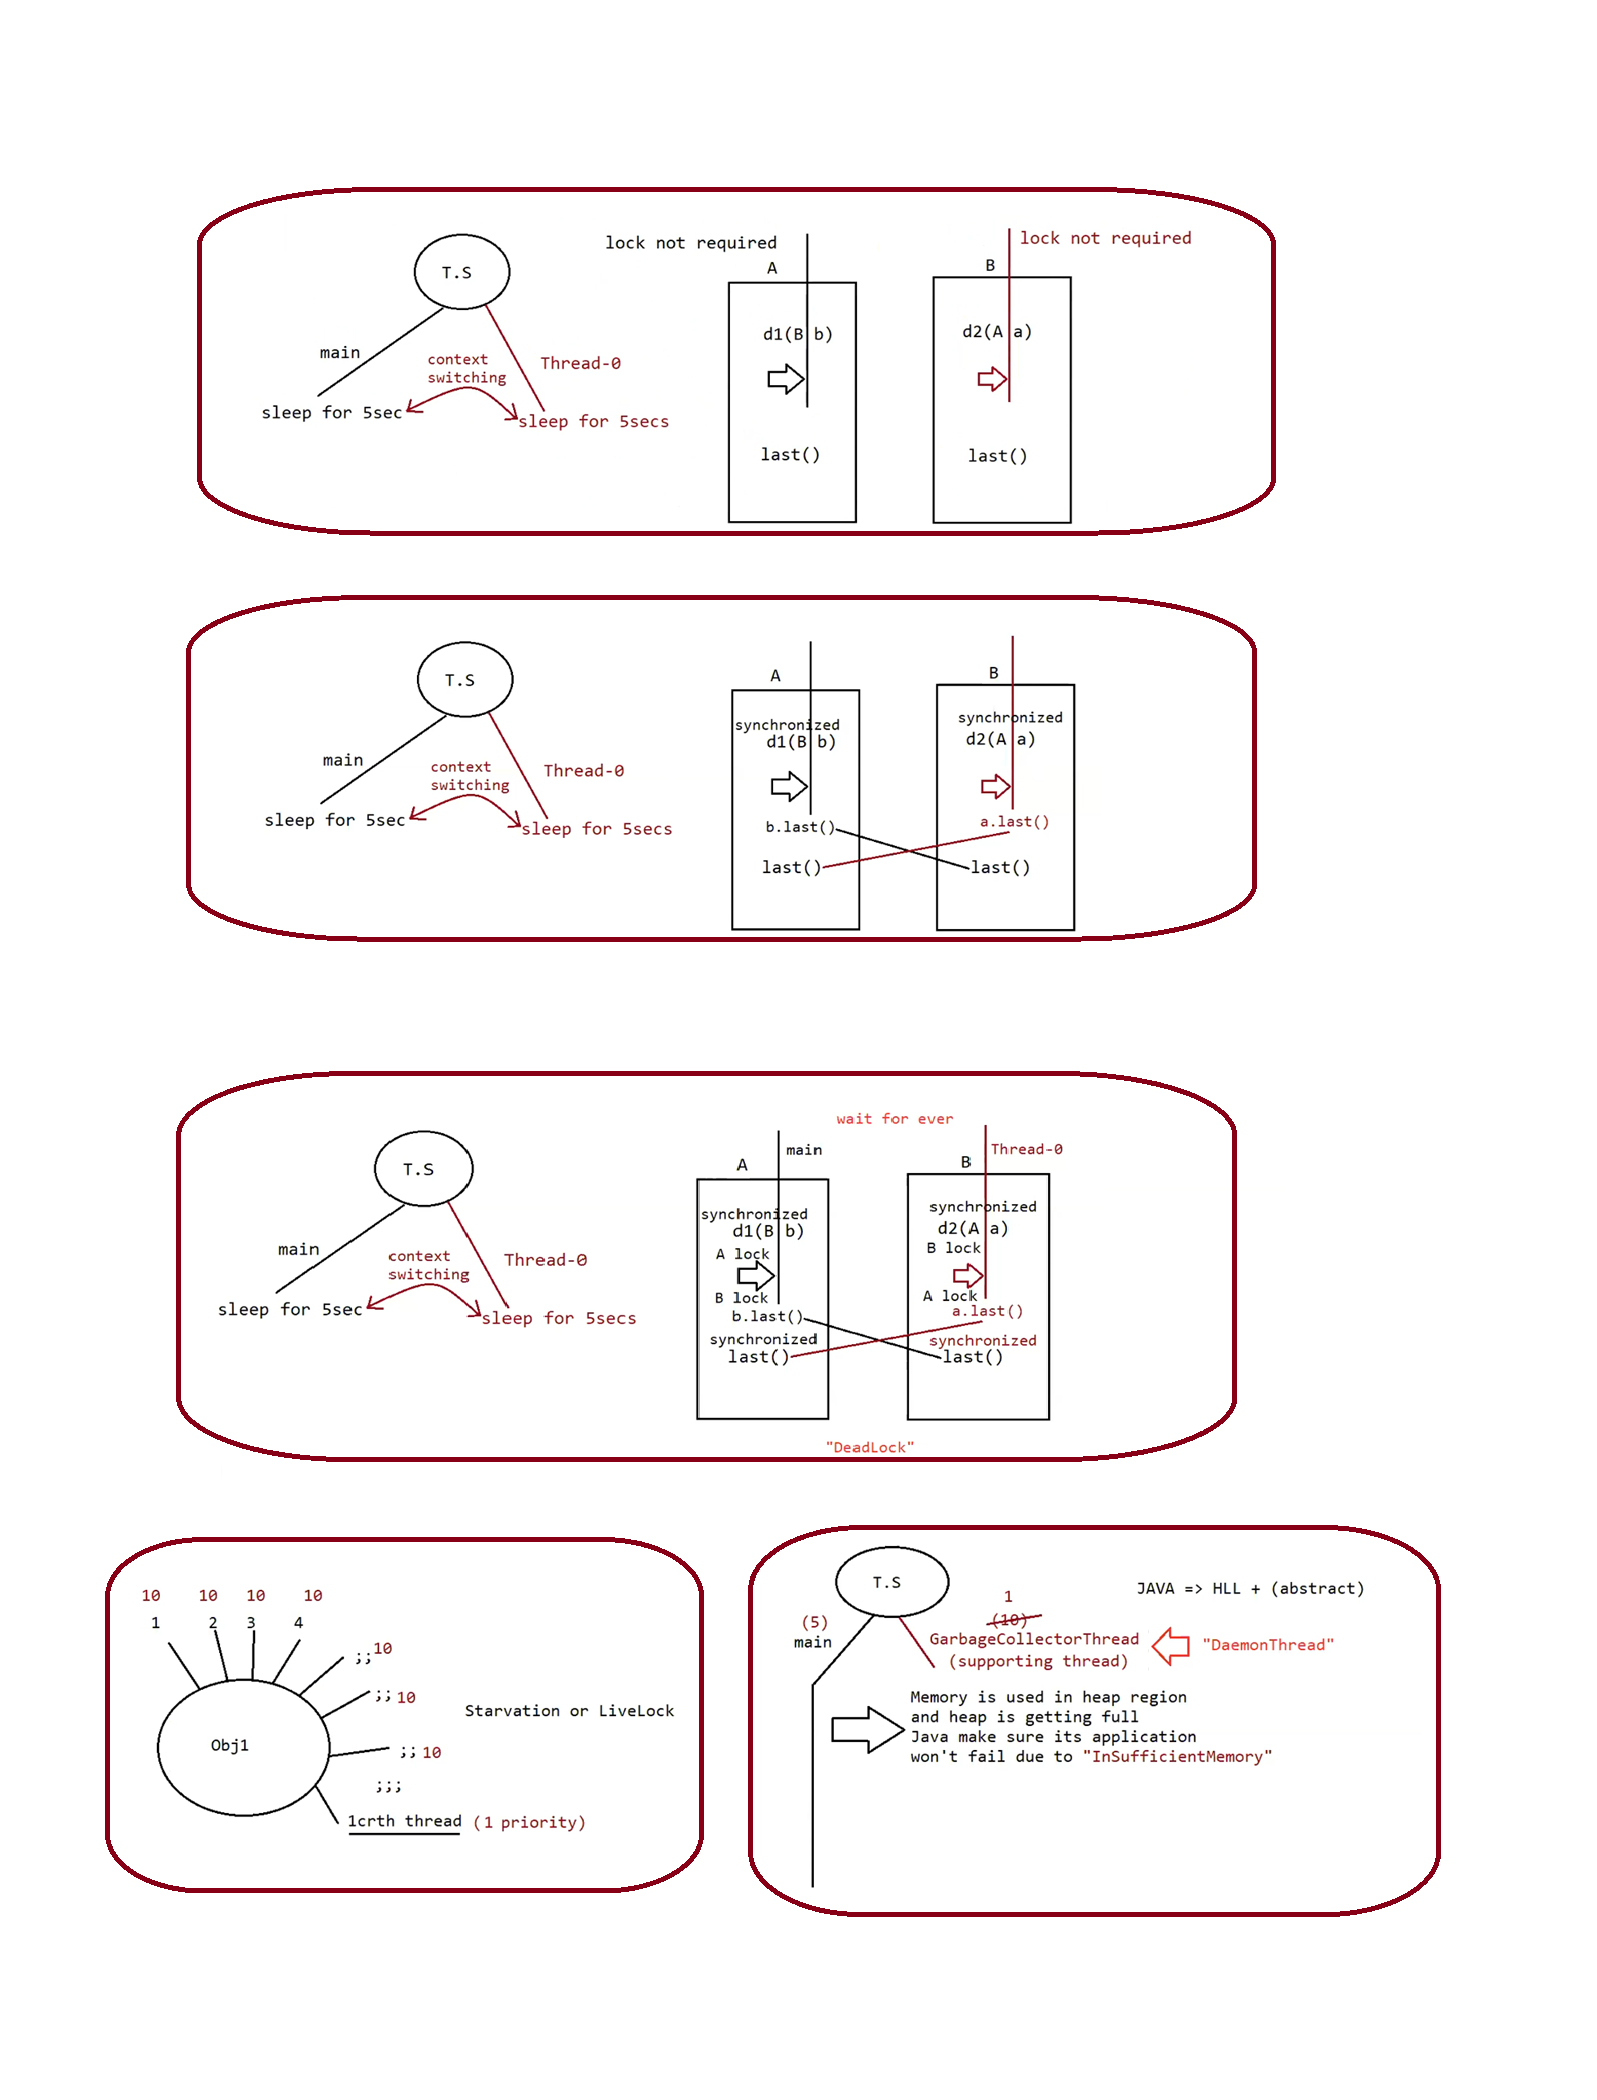 lock not required
lock not required
A
B
T.S
d1(B b)
d2(A a)
main
context
switching
Thread-0
sleep for 5sec
sleep for 5secs
last()
last()
A
B
T.S
synchronized
d1(B b)
synchronized
d2(A a)
main
context
switching
Thread-0
sleep for 5sec
sleep for 5secs
b.last()
a.last()
last()
last()
wait for ever
main
Thread-0
A
B
T.S
synchronized
d1(B b)
A lock
B lock
b.last()
synchronized
last()
synchronized
d2(A a)
B lock
A lock
a.last()
synchronized
last()
main
context
switching
Thread-0
sleep for 5sec
sleep for 5secs
"DeadLock"
10 10 10 10
1 2 3 4
;;10
;;10
;;10
;;;
Obj1
Starvation or LiveLock
1crth thread (1 priority)
T.S
JAVA => HLL + (abstract)
1
(5)
(10)
main
GarbageCollectorThread
(supporting thread)
"DaemonThread"
Memory is used in heap region
and heap is getting full
Java make sure its application
won't fail due to "InSufficientMemory"